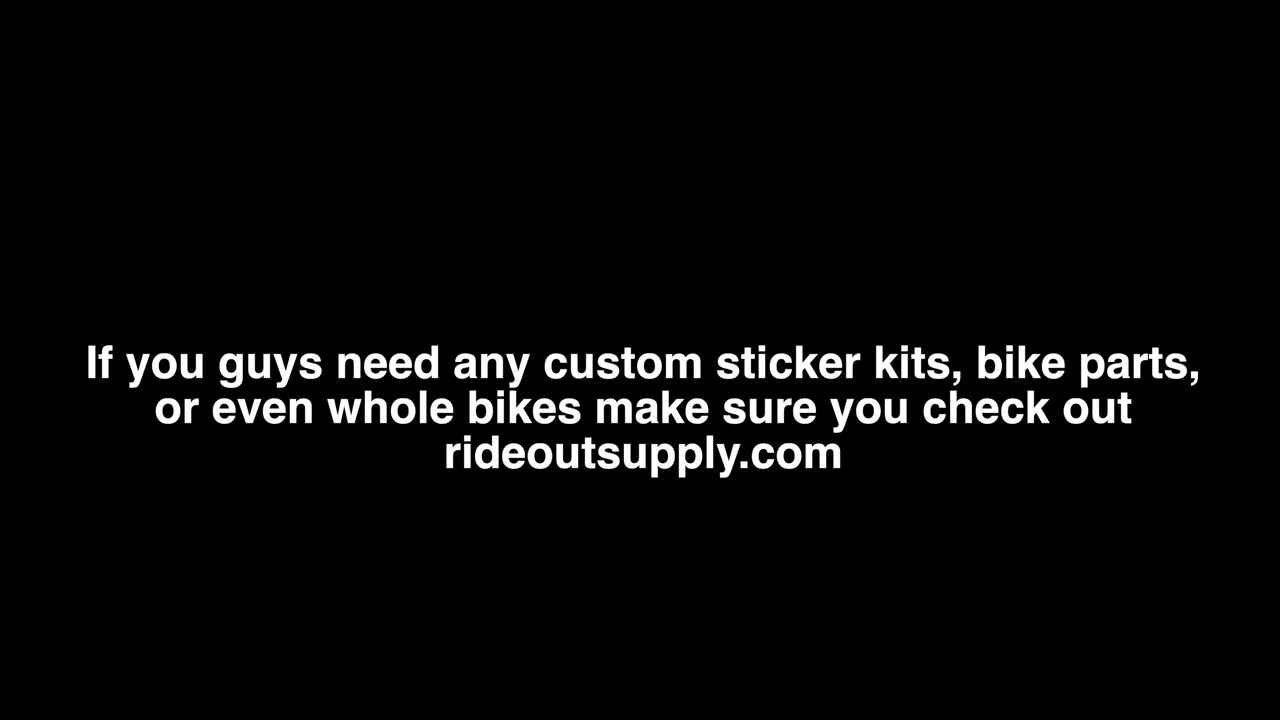 If you guys need any custom sticker kits, bike parts,
or even whole bikes make sure you check out
rideoutsupply.com